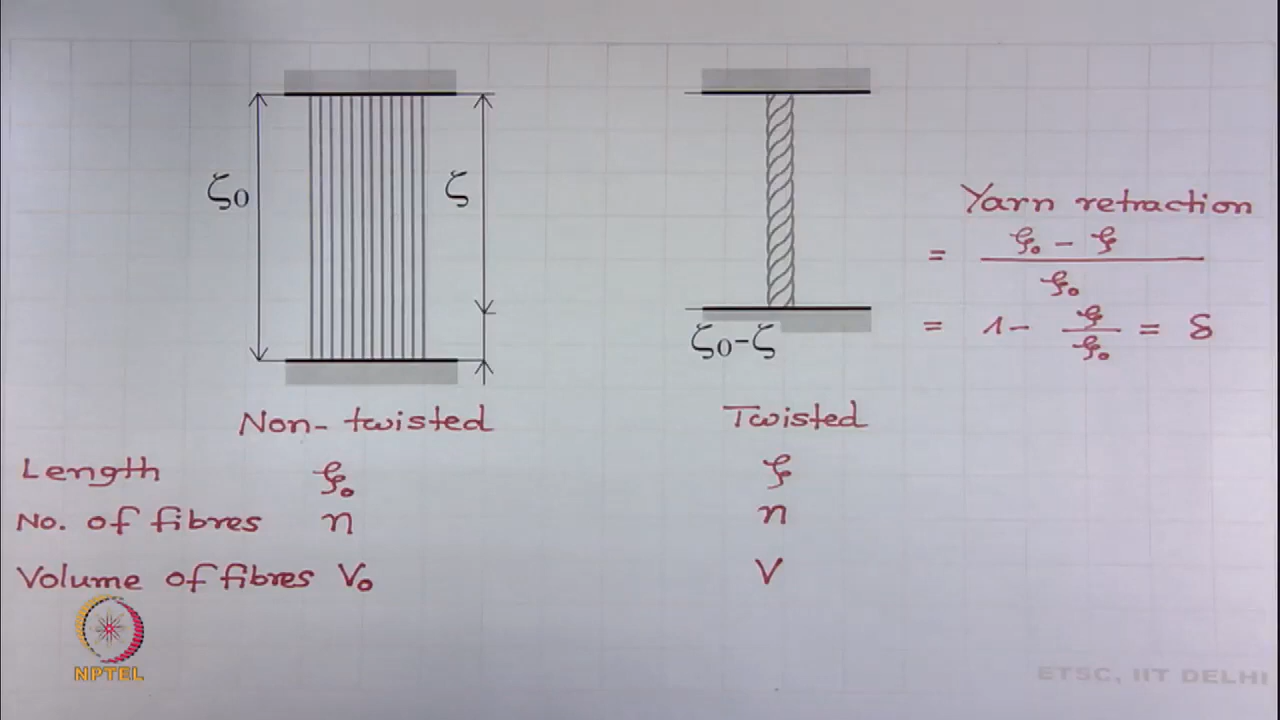 ζ₀
ζ
ζ₀-ζ
Yarn retraction
= ζ₀ - ζ / ζ₀
= 1 - ζ / ζ₀ = δ
Non-twisted
Twisted
Length ζ₀ ζ
No. of fibres n n
Volume of fibres V₀ V
NPTEL
ETSC, IIT DELHI